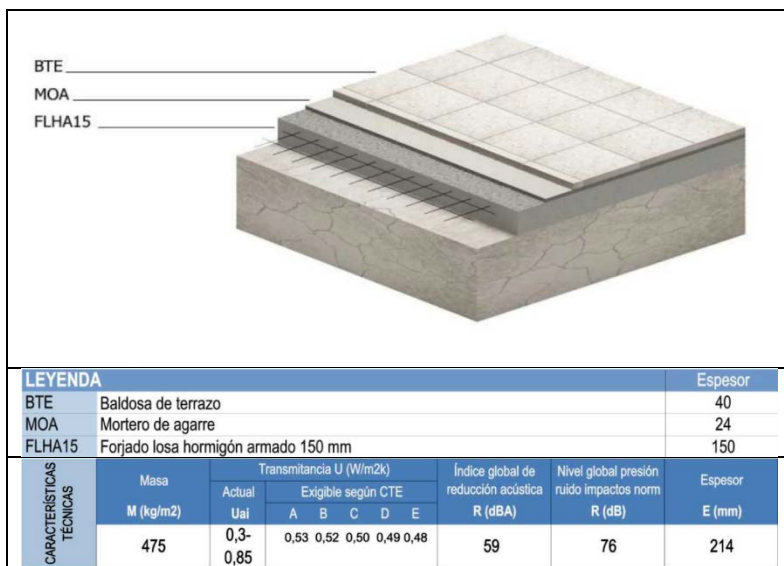 BTE
MOA
FLHA15
LEYENDA Espesor
BTE Baldosa de terrazo 40
MOA Mortero de agarre 24
FLHA15 Forjado losa hormigón armado 150 mm 150
CARACTERÍSTICAS
TÉCNICAS
Masa
M (kg/m2)
475
Transmitancia U (W/m2k)
Actual Exigible según CTE
Uai A B C D E
0,3-
0,85
0,53 0,52 0,50 0,49 0,48
Índice global de
reducción acústica
R (dBA)
59
Nivel global presión
ruido impactos norm
R (dB)
76
Espesor
E (mm)
214